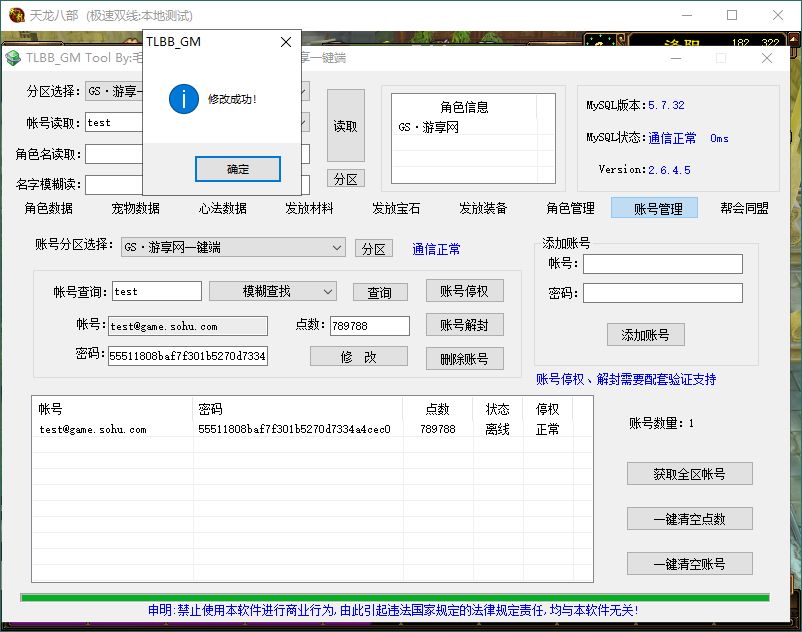 天龙八部 (极速双线:本地测试)
洛阳 182 322
TLBB_GM Tool By:毛
享一键端
TLBB_GM
修改成功!
确定
分区选择: GS·游享一
帐号读取: test
角色名读取:
名字模糊读:
读取
分区
角色信息
GS·游享网
MySQL版本:5.7.32
MySQL状态:通信正常 0ms
Version:2.6.4.5
角色数据 宠物数据 心法数据 发放材料 发放宝石 发放装备 角色管理 账号管理 帮会同盟
账号分区选择: GS·游享网一键端 分区 通信正常
帐号查询: test 模糊查找 查询 账号停权
帐号: test@game.sohu.com 点数: 789788 账号解封
密码: 55511808baf7f301b5270d7334 修 改 删除账号
添加账号
帐号:
密码:
添加账号
账号停权、解封需要配套验证支持
帐号 密码 点数 状态 停权
test@game.sohu.com 55511808baf7f301b5270d7334a4cec0 789788 离线 正常
账号数量: 1
获取全区帐号
一键清空点数
一键清空账号
申明:禁止使用本软件进行商业行为,由此引起违法国家规定的法律规定责任,均与本软件无关!